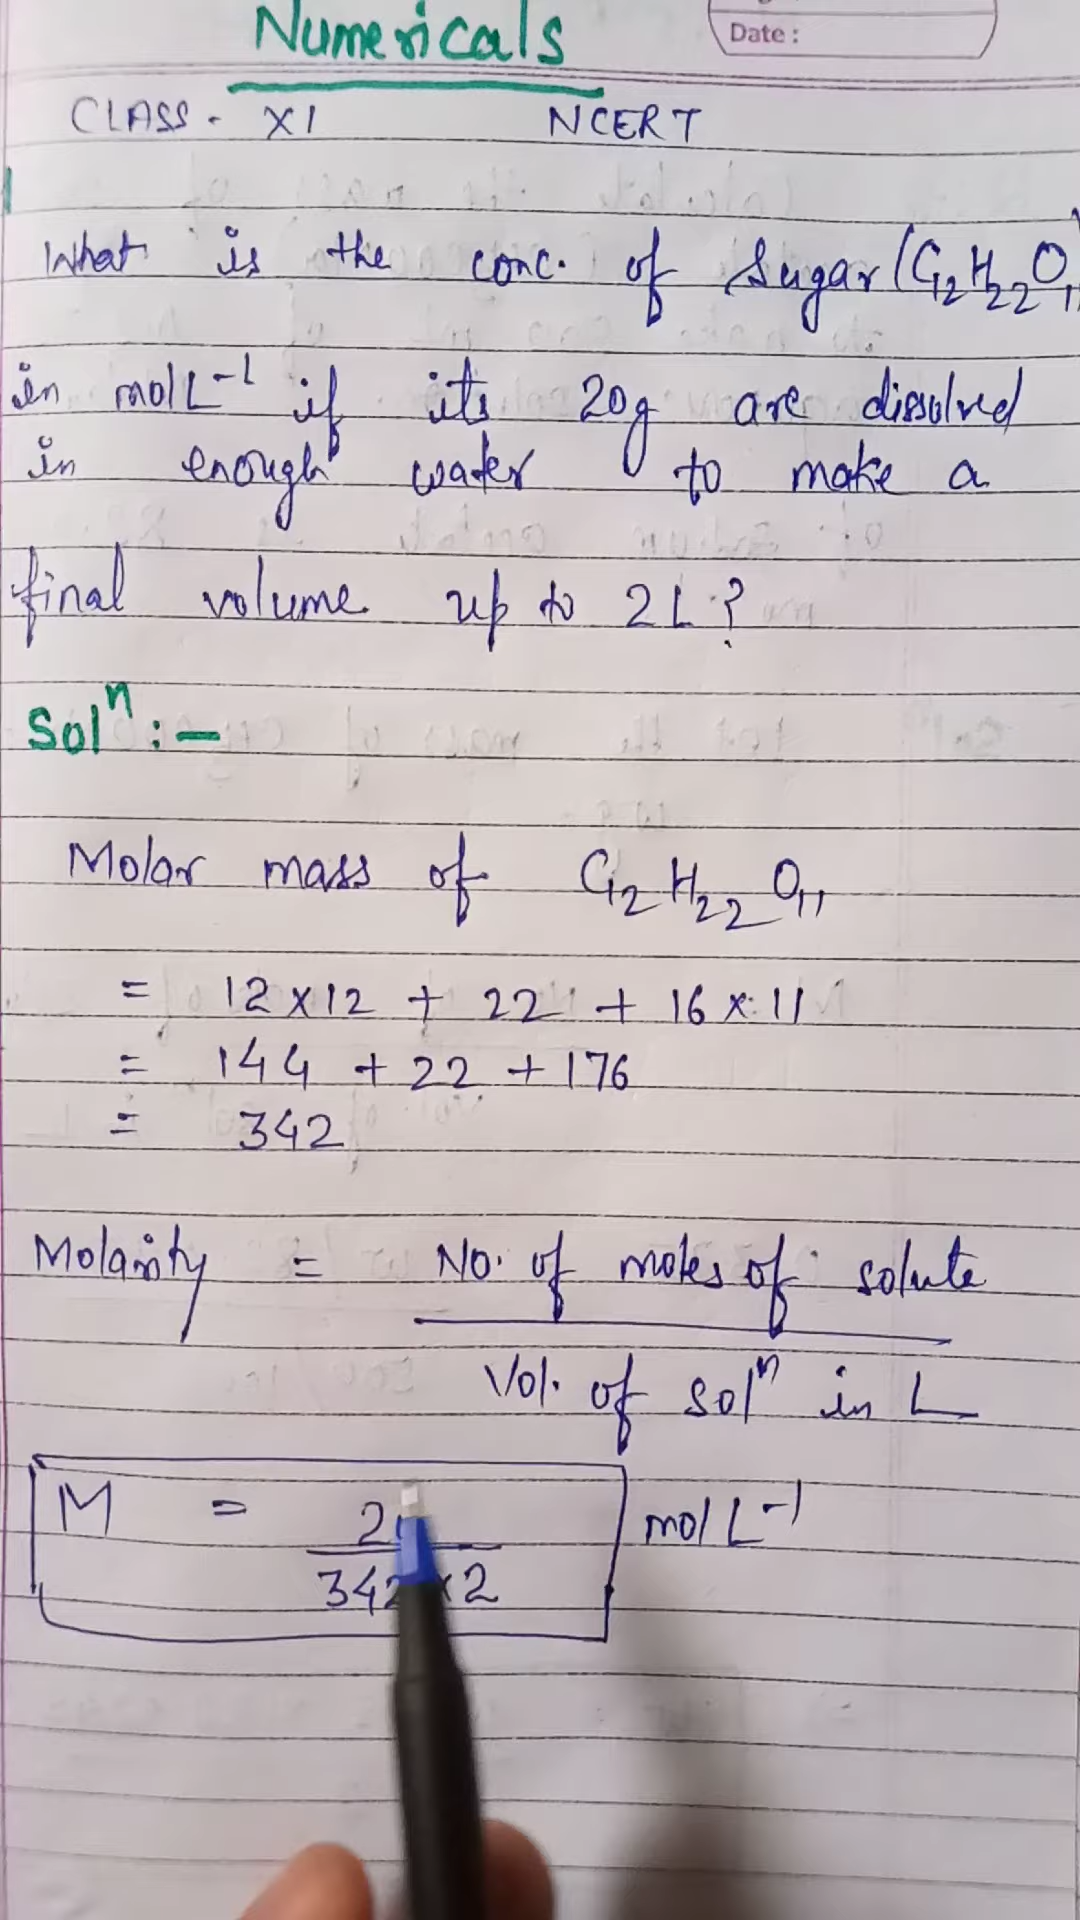 Numericals
Date :
CLASS - XI NCERT
What is the conc. of Sugar (C12H22O11)
in mol L-1 if its 20g are dissolved
in enough water to make a
final volume up to 2L?
Soln :-
Molar mass of C12H22O11
= 12×12 + 22 + 16×11
= 144 + 22 + 176
= 342
Molarity = No. of moles of solute
Vol. of soln in L
M = mol L-1
×2